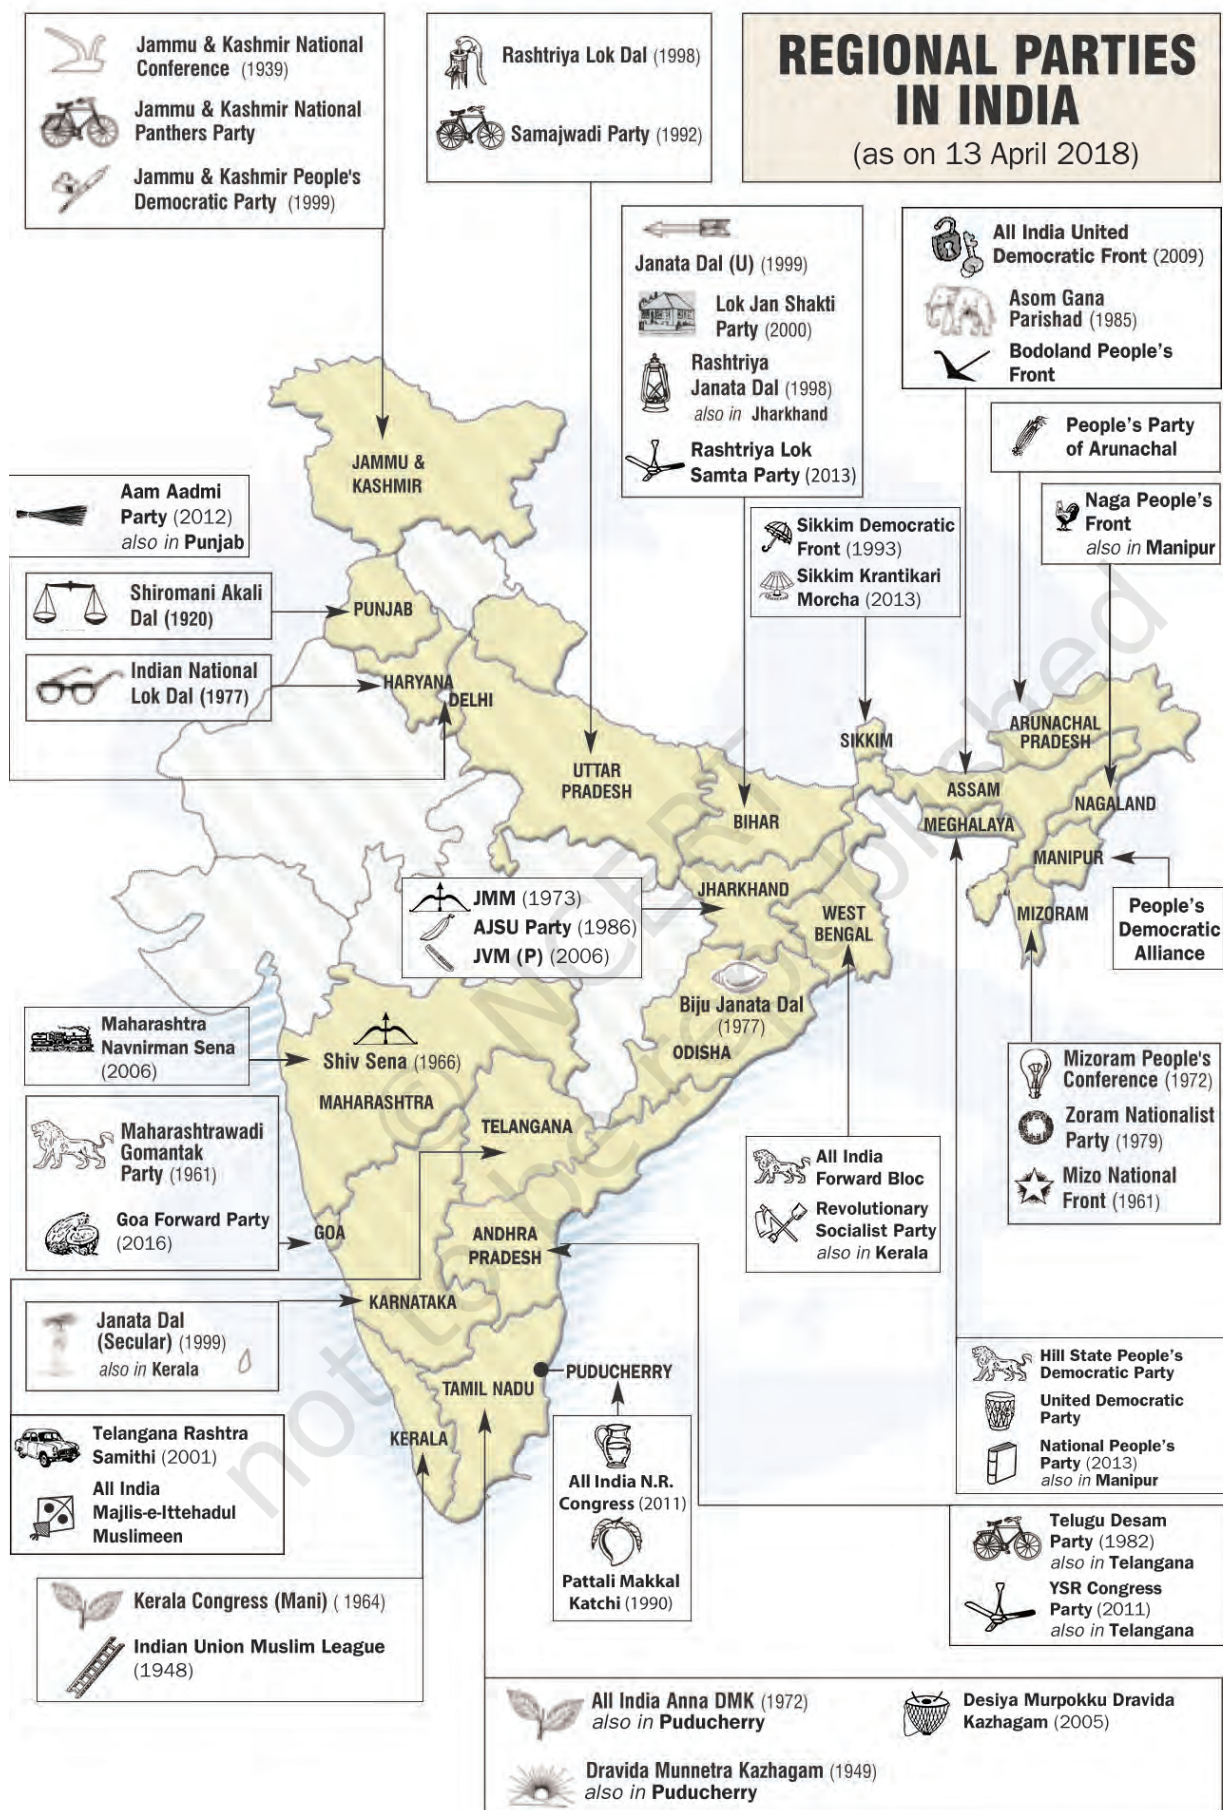 REGIONAL PARTIES
IN INDIA
(as on 13 April 2018)
Jammu & Kashmir National
Conference (1939)
Jammu & Kashmir National
Panthers Party
Jammu & Kashmir People's
Democratic Party (1999)
Rashtriya Lok Dal (1998)
Samajwadi Party (1992)
Janata Dal (U) (1999)
Lok Jan Shakti
Party (2000)
Rashtriya
Janata Dal (1998)
also in Jharkhand
Rashtriya Lok
Samta Party (2013)
All India United
Democratic Front (2009)
Asom Gana
Parishad (1985)
Bodoland People's
Front
People's Party
of Arunachal
Naga People's
Front
also in Manipur
Aam Aadmi
Party (2012)
also in Punjab
Shiromani Akali
Dal (1920)
Indian National
Lok Dal (1977)
Sikkim Democratic
Front (1993)
Sikkim Krantikari
Morcha (2013)
JAMMU &
KASHMIR
PUNJAB
HARYANA
DELHI
UTTAR
PRADESH
BIHAR
SIKKIM
ARUNACHAL
PRADESH
ASSAM
NAGALAND
MEGHALAYA
MANIPUR
MIZORAM
JHARKHAND
WEST
BENGAL
JMM (1973)
AJSU Party (1986)
JVM (P) (2006)
People's
Democratic
Alliance
Biju Janata Dal
(1977)
ODISHA
Maharashtra
Navnirman Sena
(2006)
Shiv Sena (1966)
MAHARASHTRA
TELANGANA
Mizoram People's
Conference (1972)
Zoram Nationalist
Party (1979)
Mizo National
Front (1961)
Maharashtrawadi
Gomantak
Party (1961)
Goa Forward Party
(2016)
GOA
ANDHRA
PRADESH
All India
Forward Bloc
Revolutionary
Socialist Party
also in Kerala
KARNATAKA
Janata Dal
(Secular) (1999)
also in Kerala
PUDUCHERRY
TAMIL NADU
KERALA
Hill State People's
Democratic Party
United Democratic
Party
National People's
Party (2013)
also in Manipur
Telangana Rashtra
Samithi (2001)
All India
Majlis-e-Ittehadul
Muslimeen
All India N.R.
Congress (2011)
Pattali Makkal
Katchi (1990)
Telugu Desam
Party (1982)
also in Telangana
YSR Congress
Party (2011)
also in Telangana
Kerala Congress (Mani) ( 1964)
Indian Union Muslim League
(1948)
All India Anna DMK (1972)
also in Puducherry
Desiya Murpokku Dravida
Kazhagam (2005)
Dravida Munnetra Kazhagam (1949)
also in Puducherry
© NCERT
not to be republished